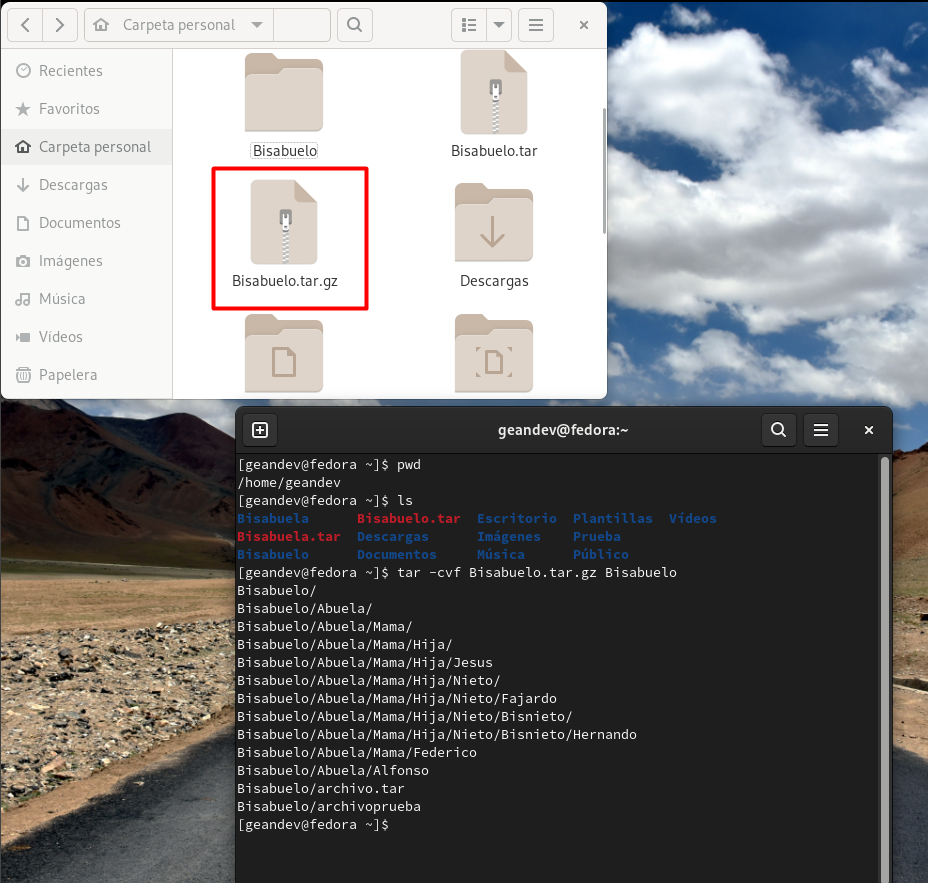 Carpeta personal
Recientes
Favoritos
Carpeta personal
Descargas
Documentos
Imágenes
Música
Vídeos
Papelera
Bisabuelo
Bisabuelo.tar
Bisabuelo.tar.gz
Descargas
geandev@fedora:~
[geandev@fedora ~]$ pwd
/home/geandev
[geandev@fedora ~]$ ls
Bisabuela Bisabuelo.tar Escritorio Plantillas Vídeos
Bisabuela.tar Descargas Imágenes Prueba
Bisabuelo Documentos Música Público
[geandev@fedora ~]$ tar -cvf Bisabuelo.tar.gz Bisabuelo
Bisabuelo/
Bisabuelo/Abuela/
Bisabuelo/Abuela/Mama/
Bisabuelo/Abuela/Mama/Hija/
Bisabuelo/Abuela/Mama/Hija/Jesus
Bisabuelo/Abuela/Mama/Hija/Nieto/
Bisabuelo/Abuela/Mama/Hija/Nieto/Fajardo
Bisabuelo/Abuela/Mama/Hija/Nieto/Bisnieto/
Bisabuelo/Abuela/Mama/Hija/Nieto/Bisnieto/Hernando
Bisabuelo/Abuela/Mama/Federico
Bisabuelo/Abuela/Alfonso
Bisabuelo/archivo.tar
Bisabuelo/archivoprueba
[geandev@fedora ~]$